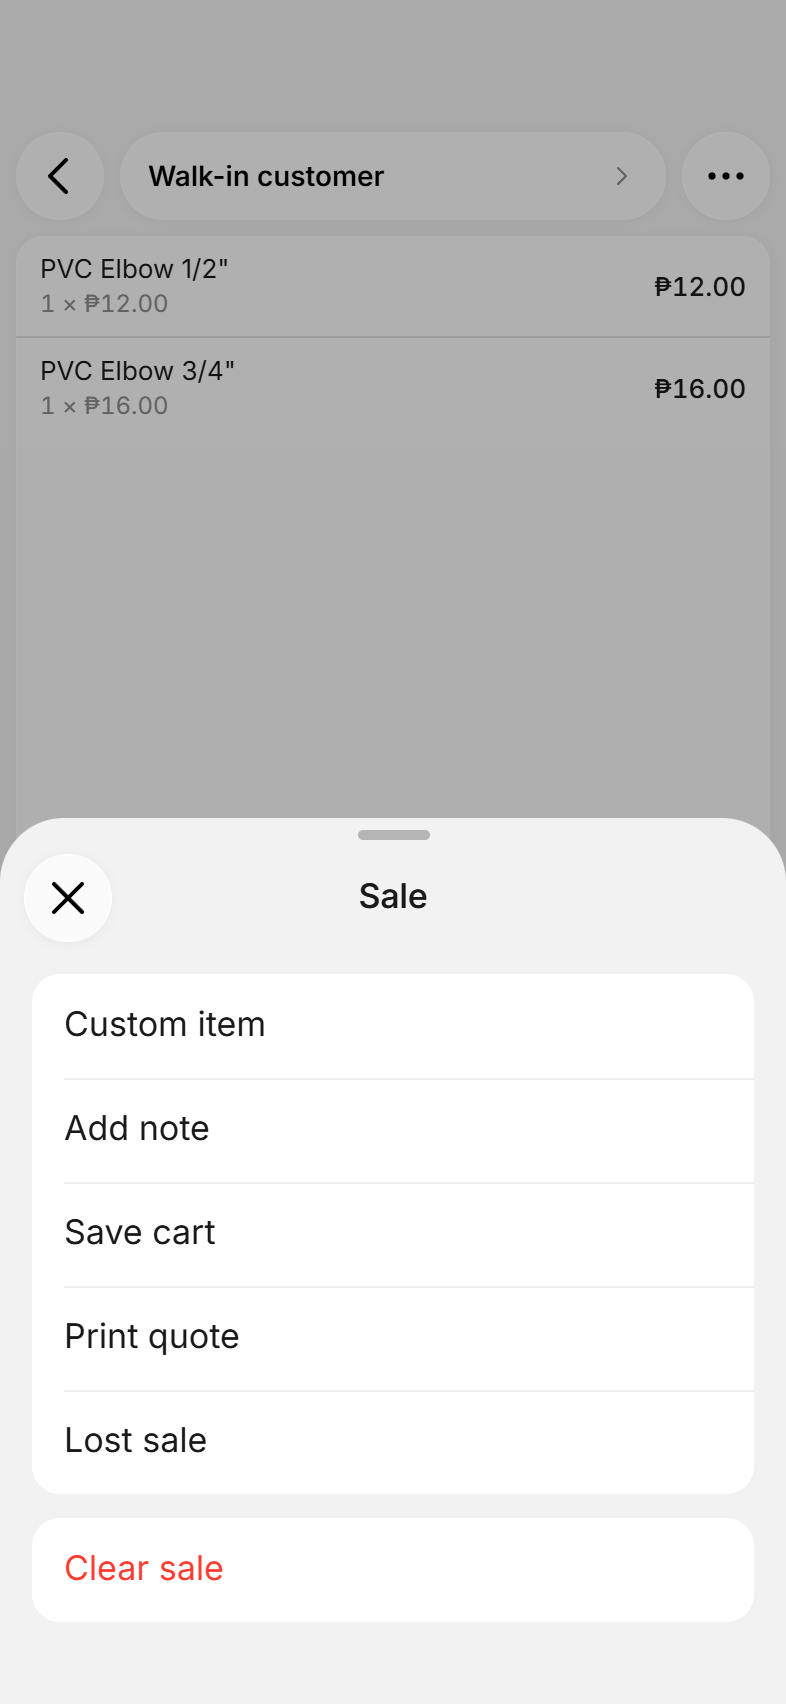 Walk-in customer
PVC Elbow 1/2"
1 × ₱12.00
₱12.00
PVC Elbow 3/4"
1 × ₱16.00
₱16.00
Sale
Custom item
Add note
Save cart
Print quote
Lost sale
Clear sale